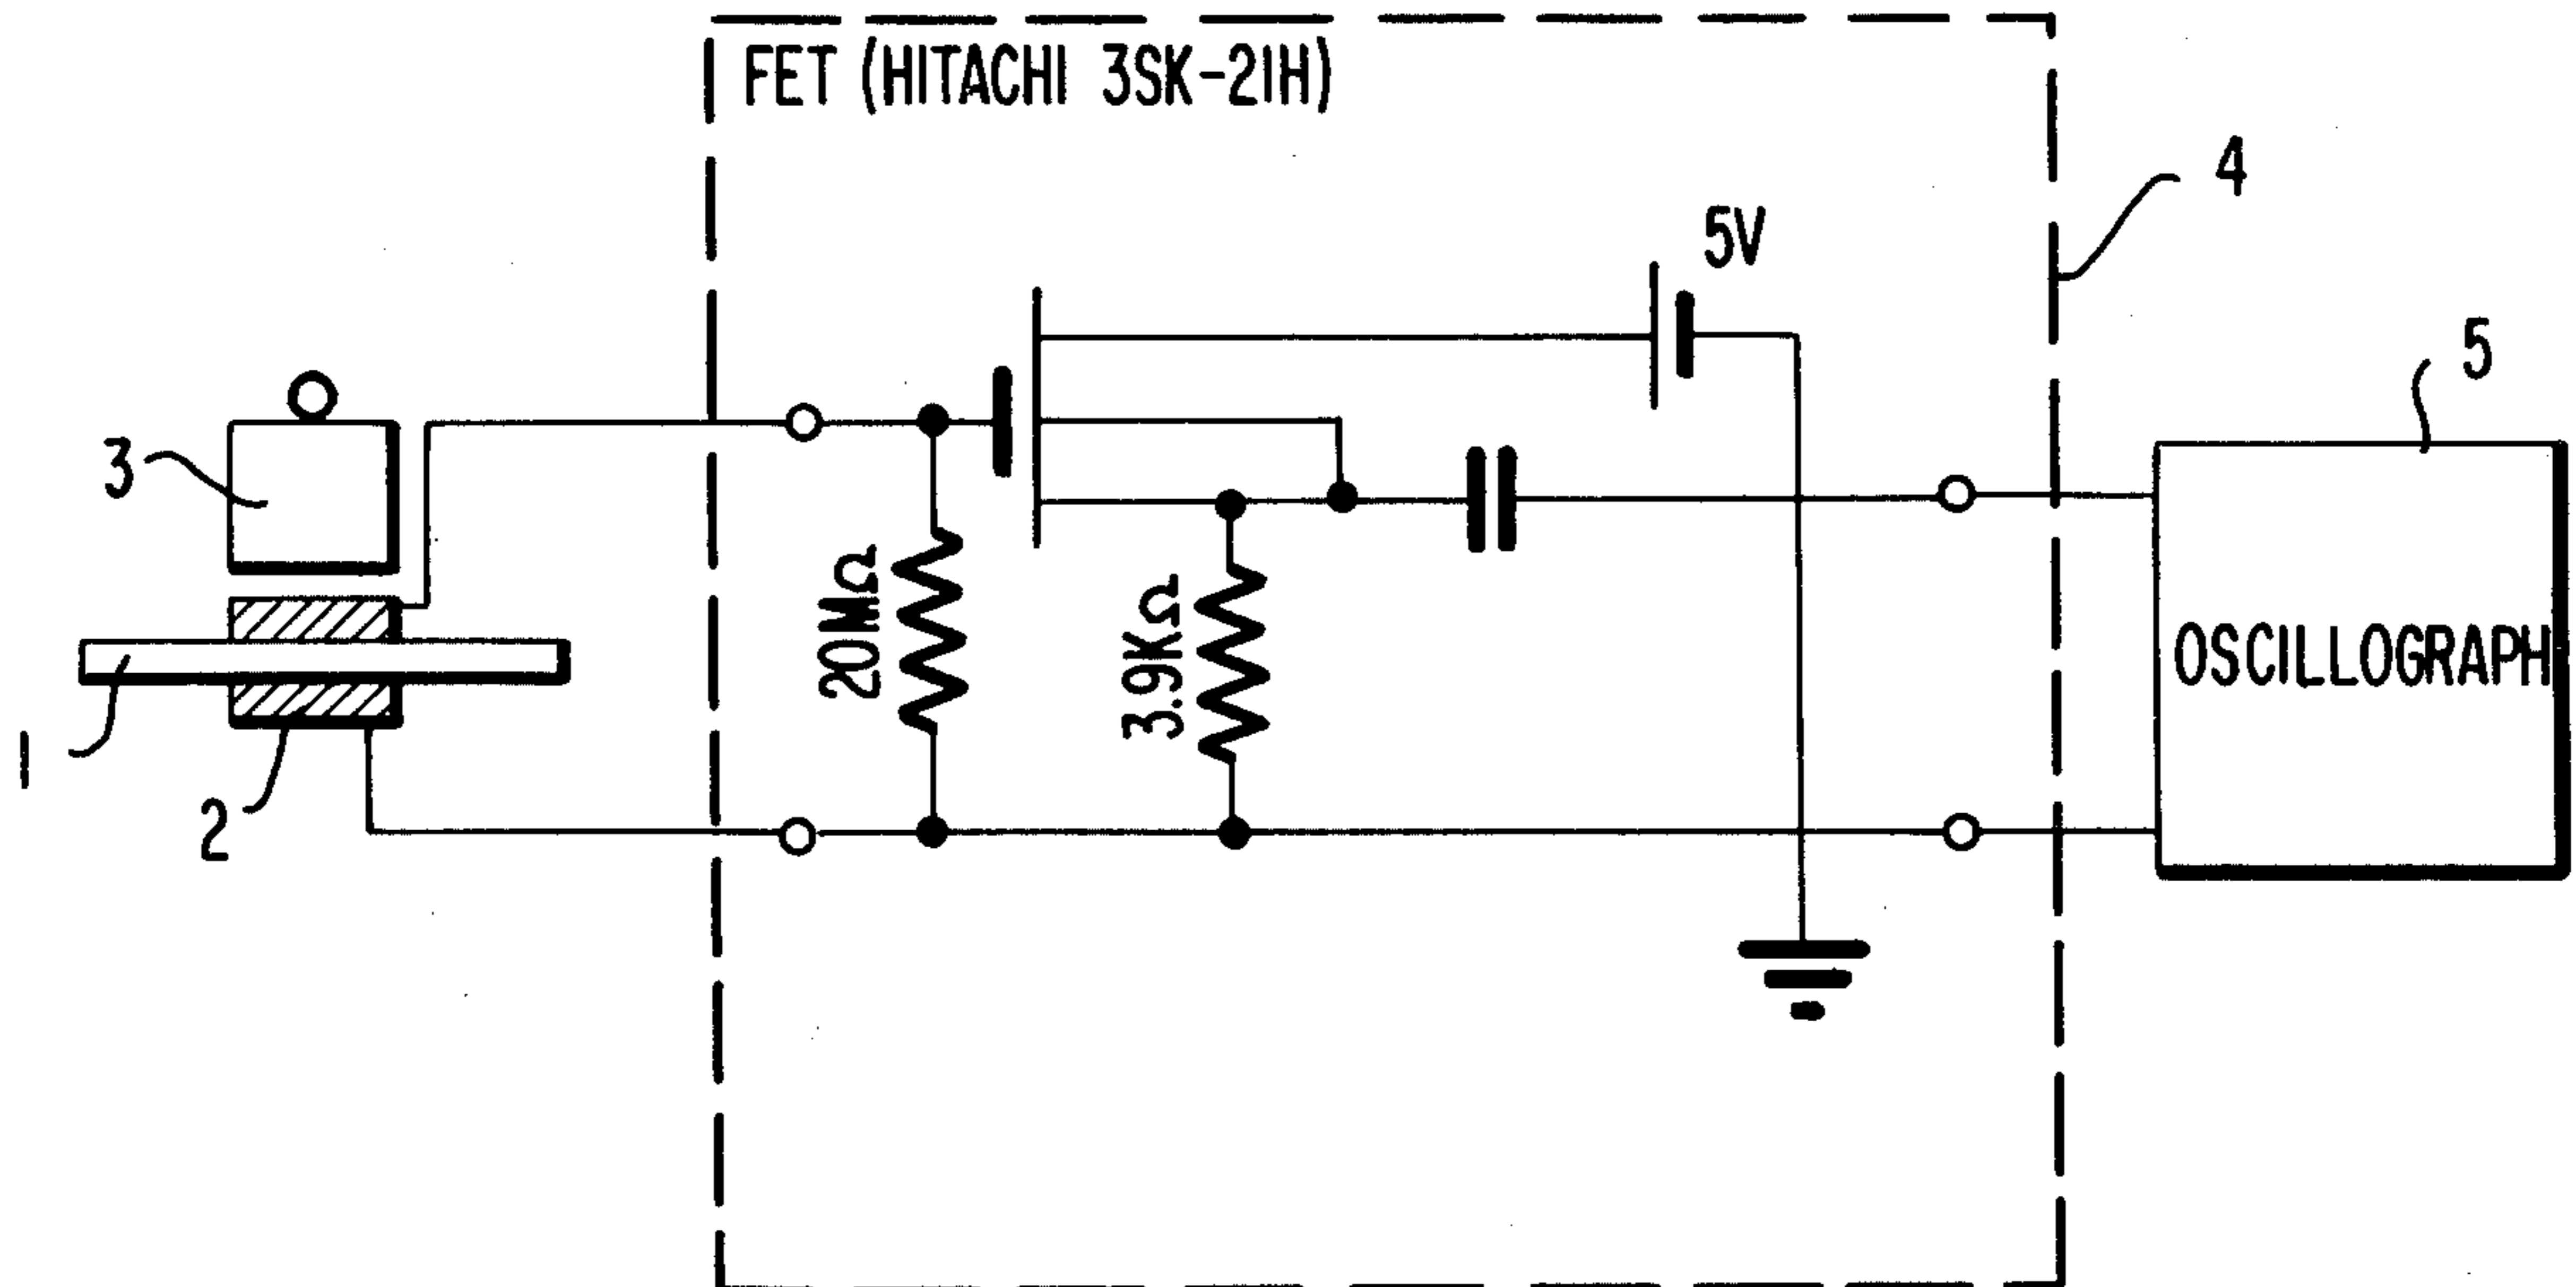 FET (HITACHI 3SK-21H)
4
5V
5
3
20MΩ
3.9KΩ
OSCILLOGRAPH
1
2